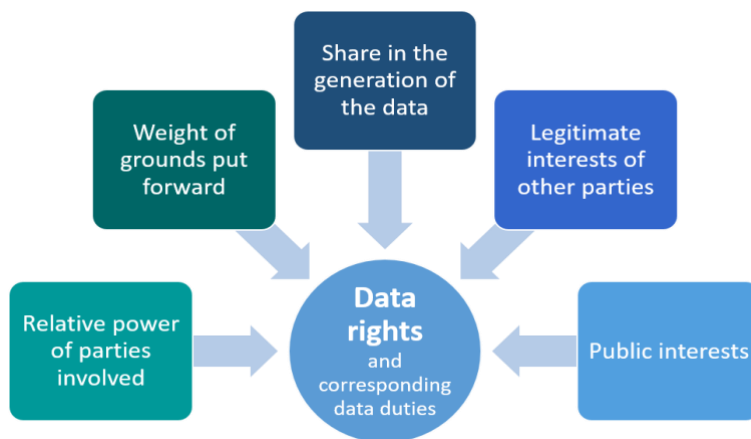 Share in the
generation of
the data
Weight of
grounds put
forward
Legitimate
interests of
other parties
Relative power
of parties
involved
Data
rights
and
corresponding
data duties
Public interests